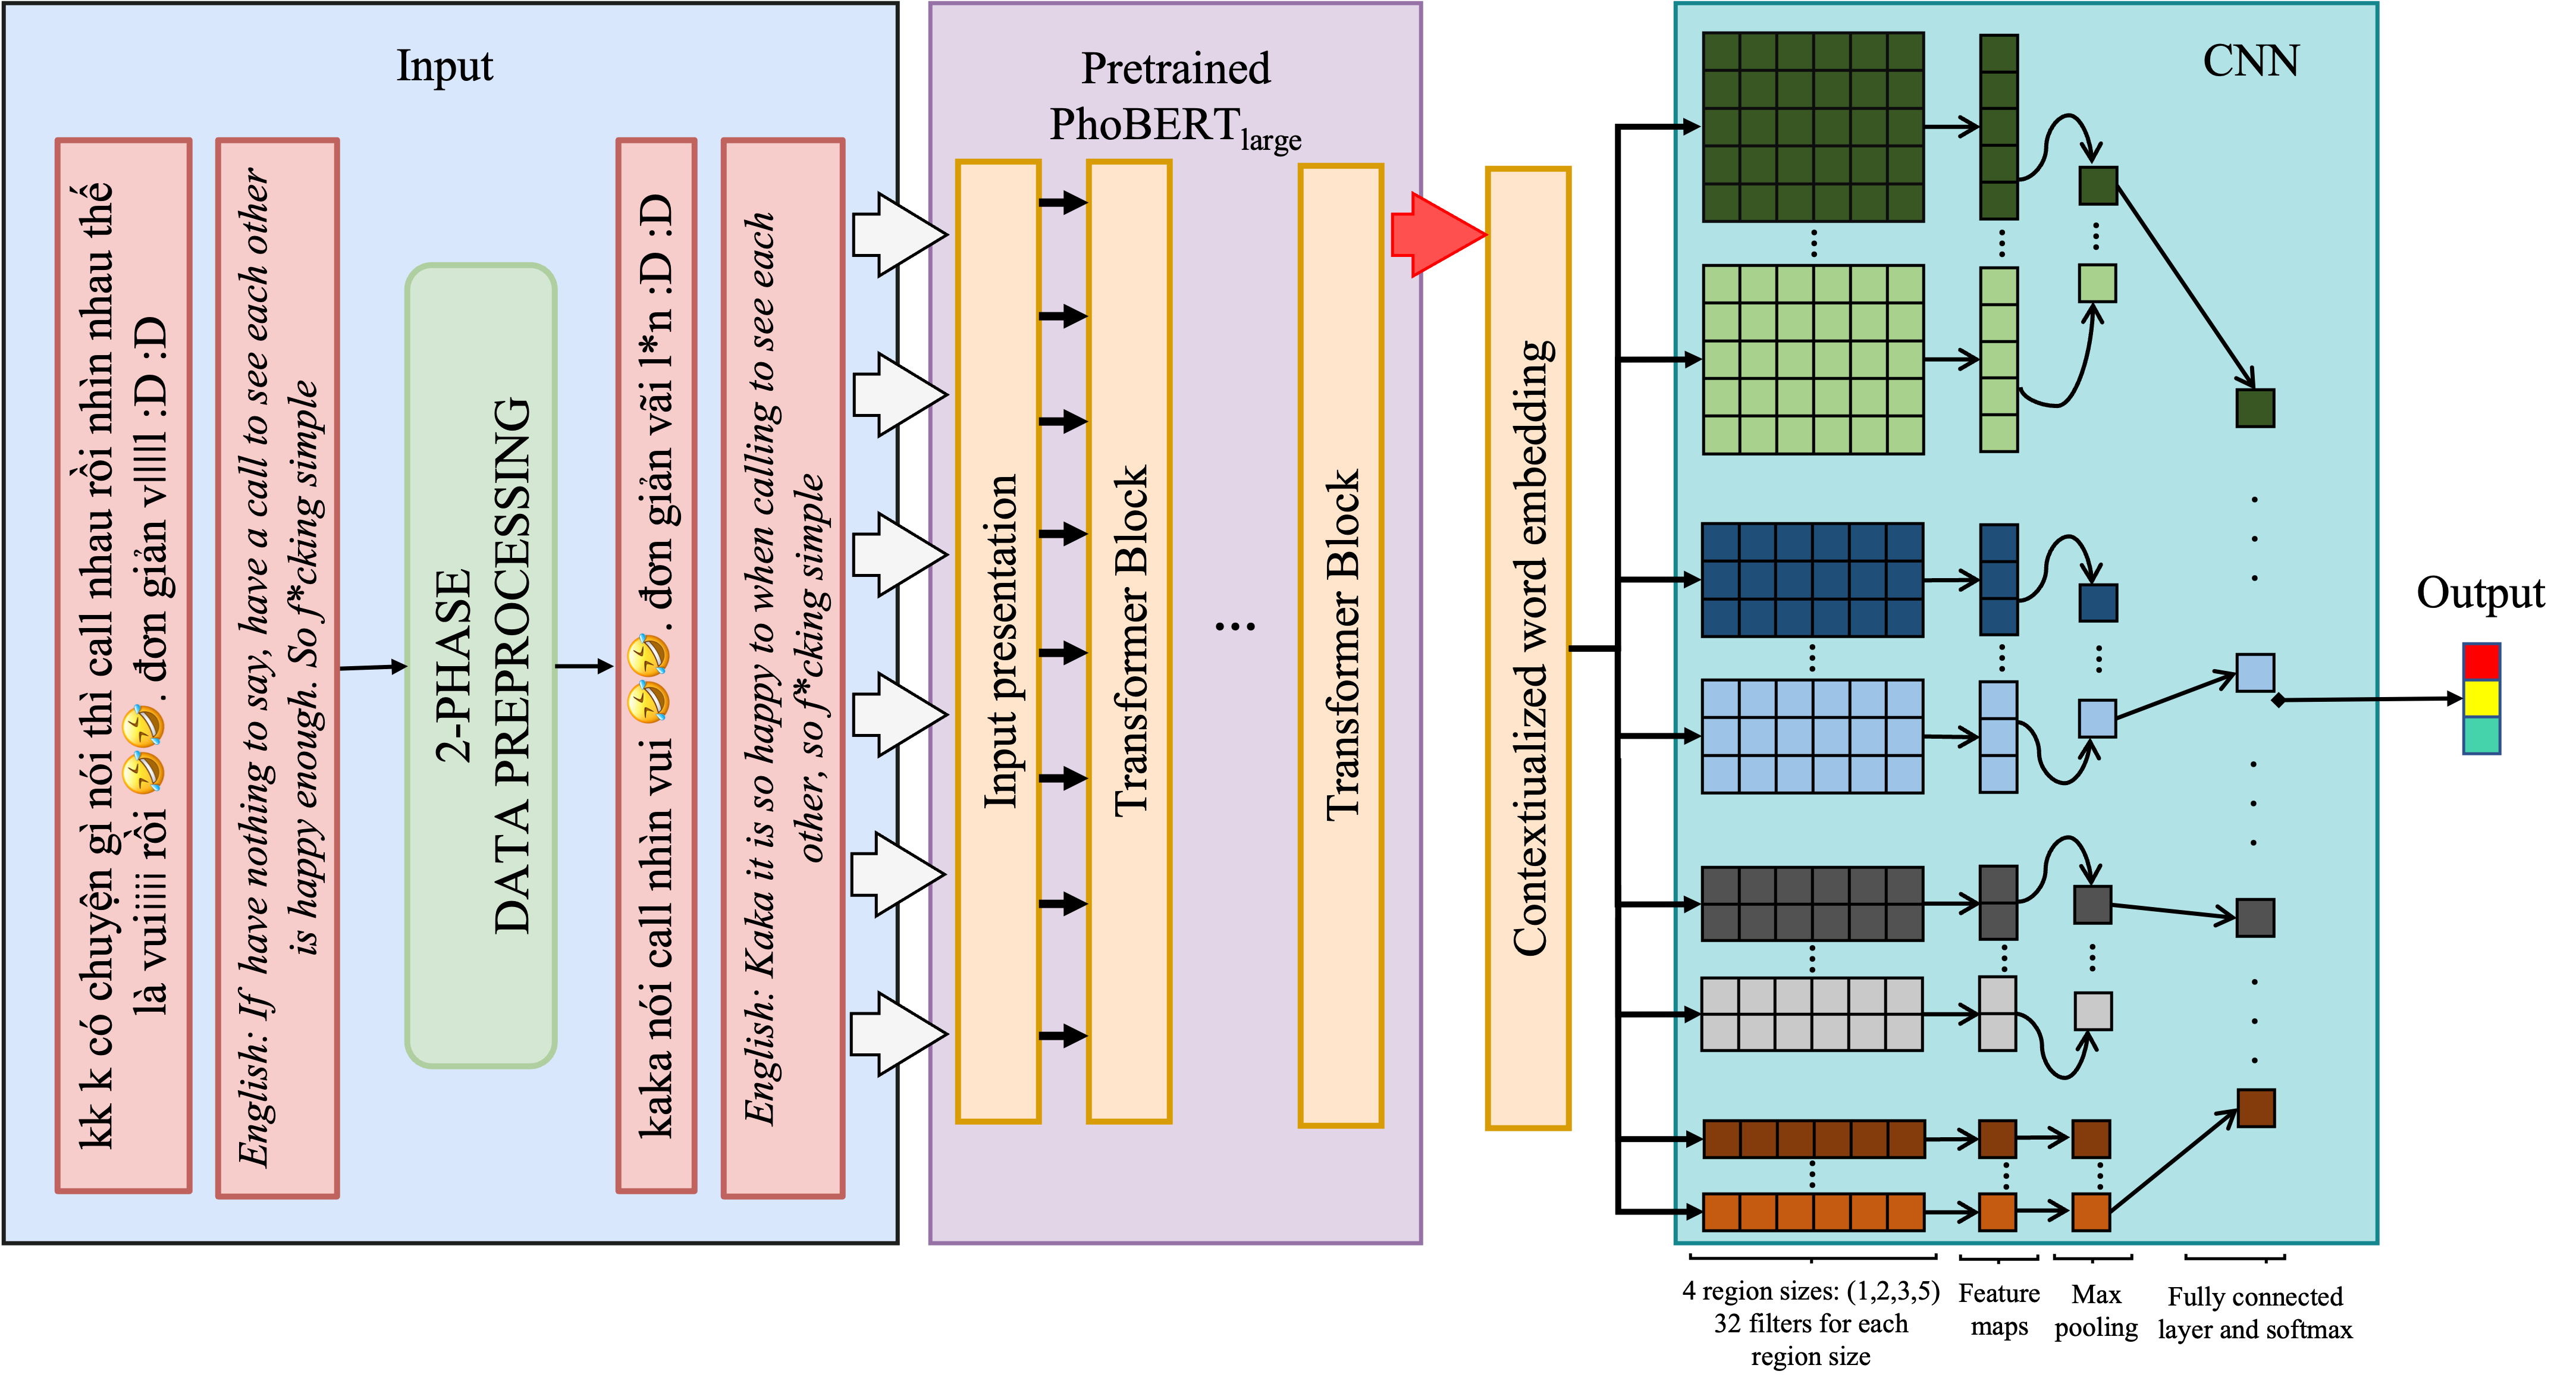 Input
kk k có chuyện gì nói thì call nhau rồi nhìn nhau thế
là vuiiiii rồi 🤣🤣. đơn giản vlllll :D :D
English: If have nothing to say, have a call to see each other
is happy enough. So f*cking simple
2-PHASE
DATA PREPROCESSING
kaka nói call nhìn vui 🤣🤣. đơn giản vãi l*n :D :D
English: Kaka it is so happy to when calling to see each
other, so f*cking simple
Pretrained
PhoBERTlarge
Input presentation
Transformer Block
...
Transformer Block
Contextiualized word embedding
CNN
4 region sizes: (1,2,3,5)
32 filters for each
region size
Feature
maps
Max
pooling
Fully connected
layer and softmax
Output